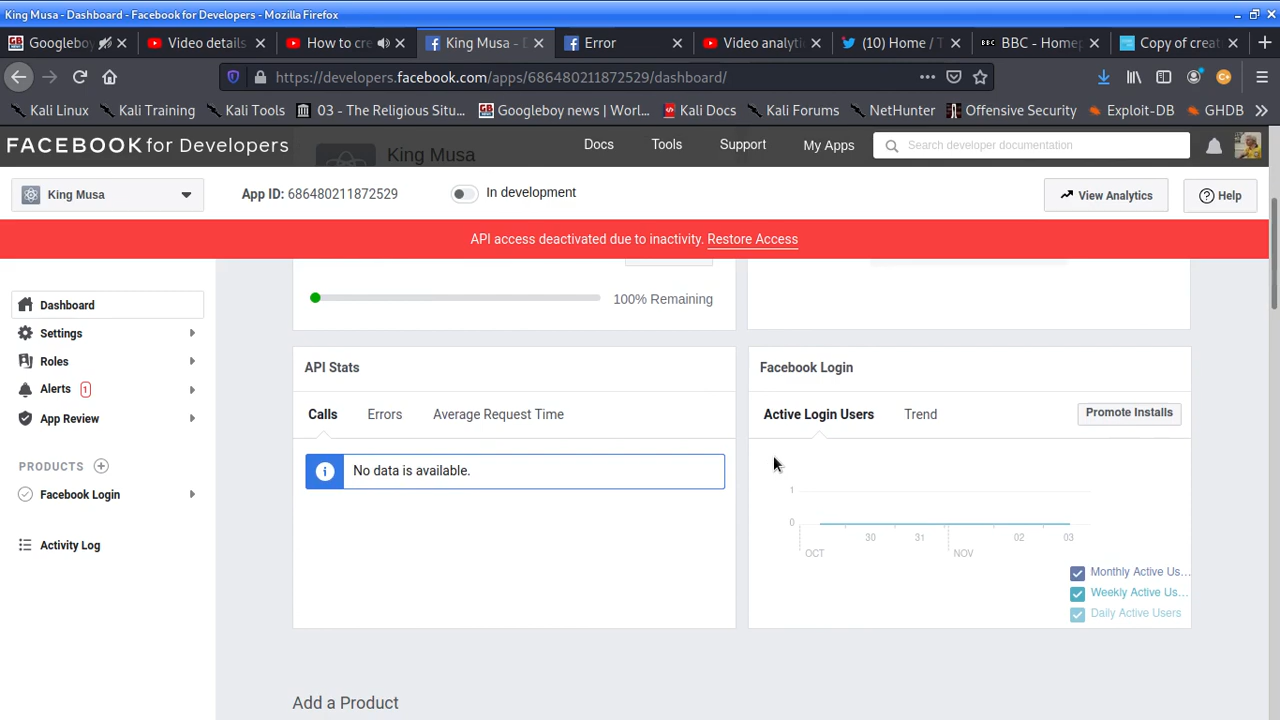 King Musa - Dashboard - Facebook for Developers - Mozilla Firefox
Googleboy
Video details
How to cre
King Musa - D
Error
Video analyti
(10) Home / T
BBC - Homep
Copy of creat
https://developers.facebook.com/apps/686480211872529/dashboard/
Kali Linux
Kali Training
Kali Tools
03 - The Religious Situ...
Googleboy news | Worl...
Kali Docs
Kali Forums
NetHunter
Offensive Security
Exploit-DB
GHDB
FACEBOOK for Developers
King Musa
Docs
Tools
Support
My Apps
Search developer documentation
King Musa
App ID: 686480211872529
In development
View Analytics
Help
API access deactivated due to inactivity. Restore Access
Dashboard
Settings
Roles
Alerts 1
App Review
PRODUCTS
Facebook Login
Activity Log
100% Remaining
API Stats
Calls
Errors
Average Request Time
No data is available.
Facebook Login
Active Login Users
Trend
Promote Installs
1
0
30
31
02
03
OCT
NOV
Monthly Active Us...
Weekly Active Us...
Daily Active Users
Add a Product